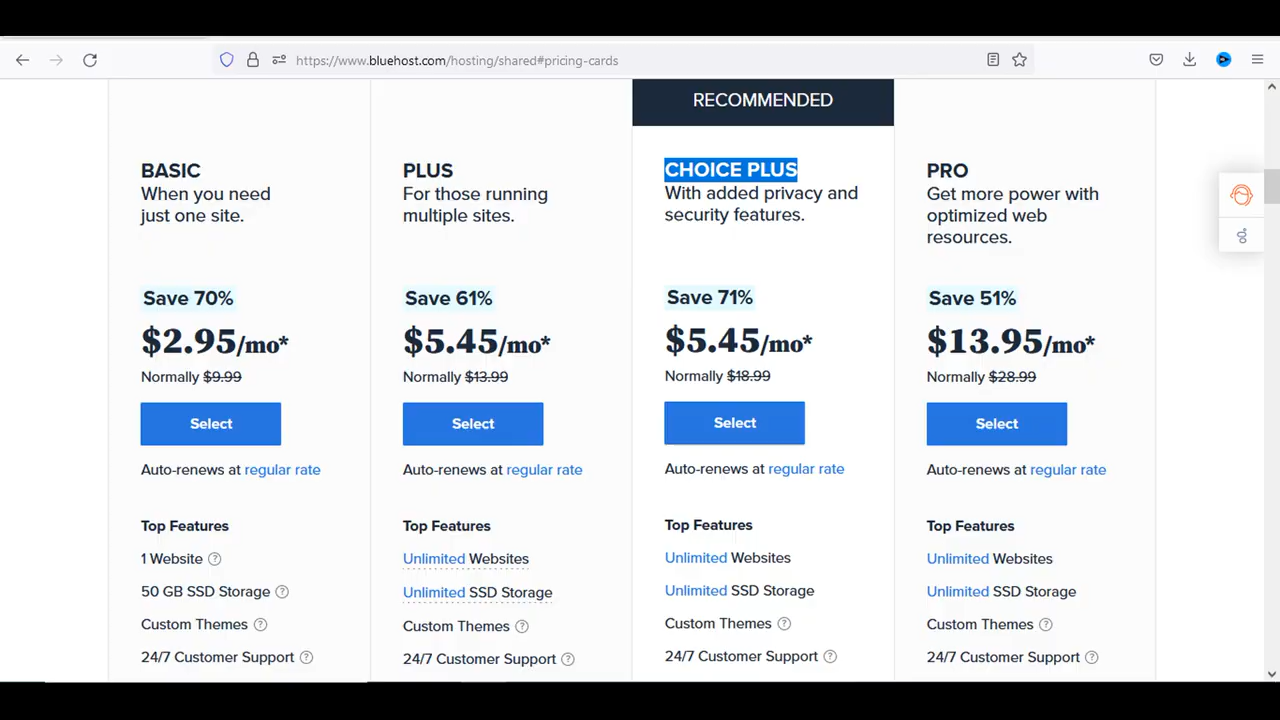 https://www.bluehost.com/hosting/shared#pricing-cards
RECOMMENDED
BASIC
When you need
just one site.
Save 70%
$2.95/mo*
Normally $9.99
Select
Auto-renews at regular rate
Top Features
1 Website
50 GB SSD Storage
Custom Themes
24/7 Customer Support
PLUS
For those running
multiple sites.
Save 61%
$5.45/mo*
Normally $13.99
Select
Auto-renews at regular rate
Top Features
Unlimited Websites
Unlimited SSD Storage
Custom Themes
24/7 Customer Support
CHOICE PLUS
With added privacy and
security features.
Save 71%
$5.45/mo*
Normally $18.99
Select
Auto-renews at regular rate
Top Features
Unlimited Websites
Unlimited SSD Storage
Custom Themes
24/7 Customer Support
PRO
Get more power with
optimized web
resources.
Save 51%
$13.95/mo*
Normally $28.99
Select
Auto-renews at regular rate
Top Features
Unlimited Websites
Unlimited SSD Storage
Custom Themes
24/7 Customer Support